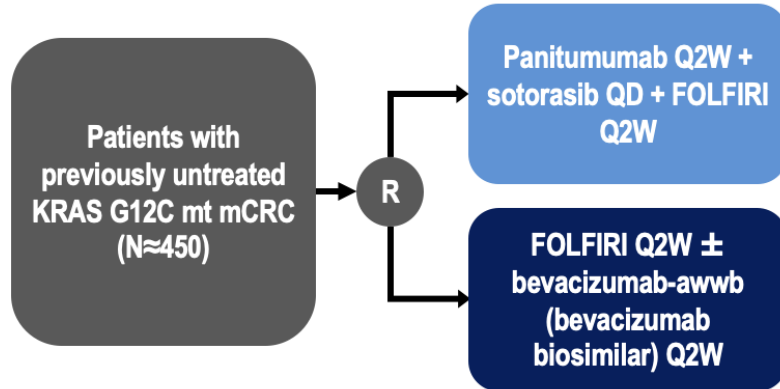 Patients with
previously untreated
KRAS G12C mt mCRC
(N≈450)
R
Panitumumab Q2W +
sotorasib QD + FOLFIRI
Q2W
FOLFIRI Q2W ±
bevacizumab-awwb
(bevacizumab
biosimilar) Q2W